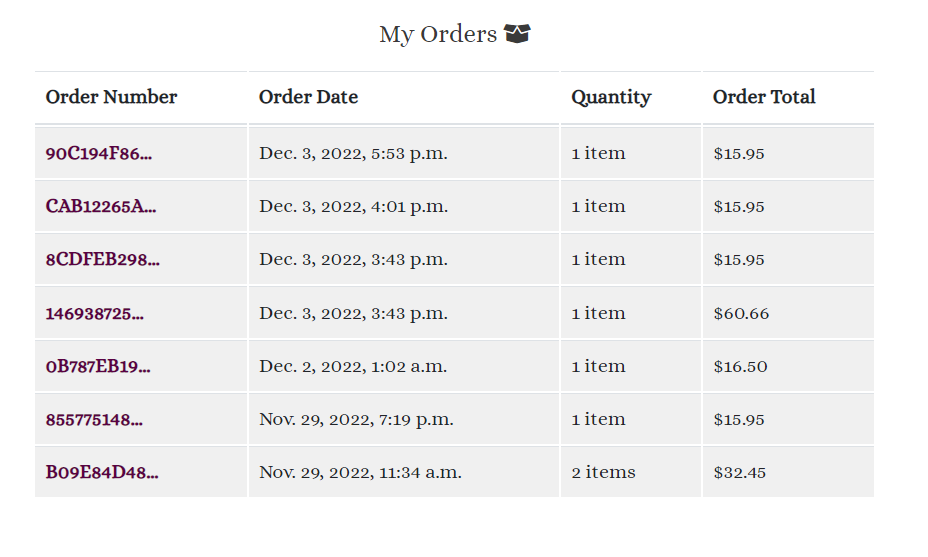 My Orders
Order Number Order Date Quantity Order Total
90C194F86... Dec. 3, 2022, 5:53 p.m. 1 item $15.95
CAB12265A... Dec. 3, 2022, 4:01 p.m. 1 item $15.95
8CDFEB298... Dec. 3, 2022, 3:43 p.m. 1 item $15.95
146938725... Dec. 3, 2022, 3:43 p.m. 1 item $60.66
0B787EB19... Dec. 2, 2022, 1:02 a.m. 1 item $16.50
855775148... Nov. 29, 2022, 7:19 p.m. 1 item $15.95
B09E84D48... Nov. 29, 2022, 11:34 a.m. 2 items $32.45